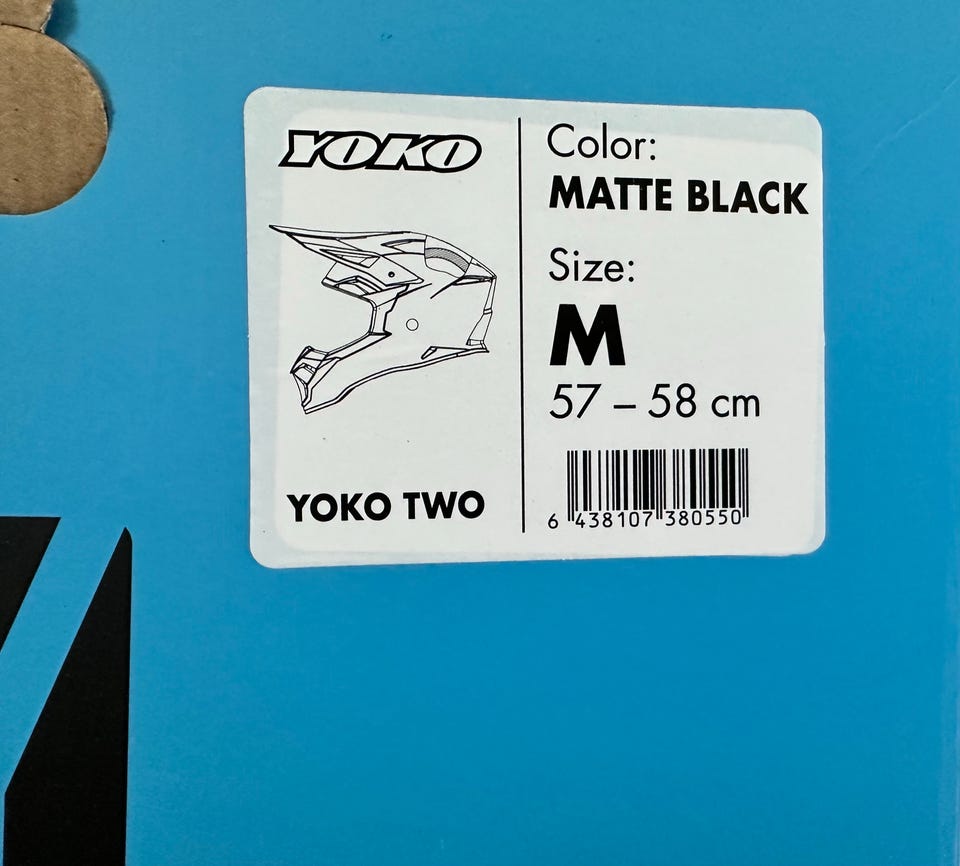 YOKO
YOKO TWO
Color:
MATTE BLACK
Size:
M
57 – 58 cm
6 438107 380550